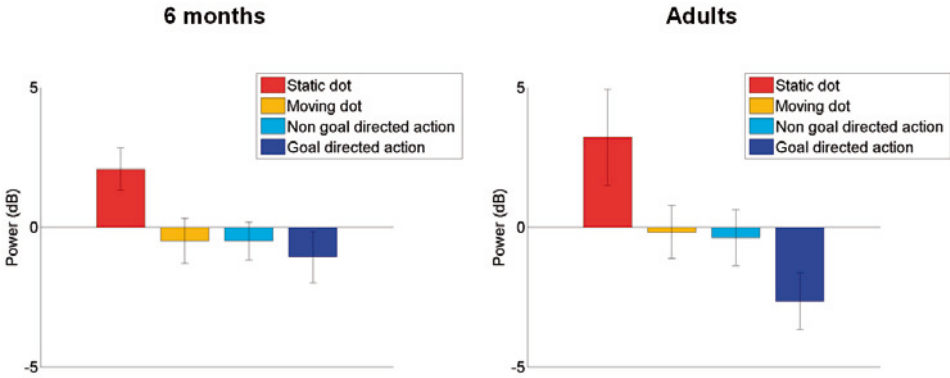 6 months
5
Static dot
Moving dot
Non goal directed action
Goal directed action
0
-5
Power (dB)
Adults
5
Static dot
Moving dot
Non goal directed action
Goal directed action
0
-5
Power (dB)